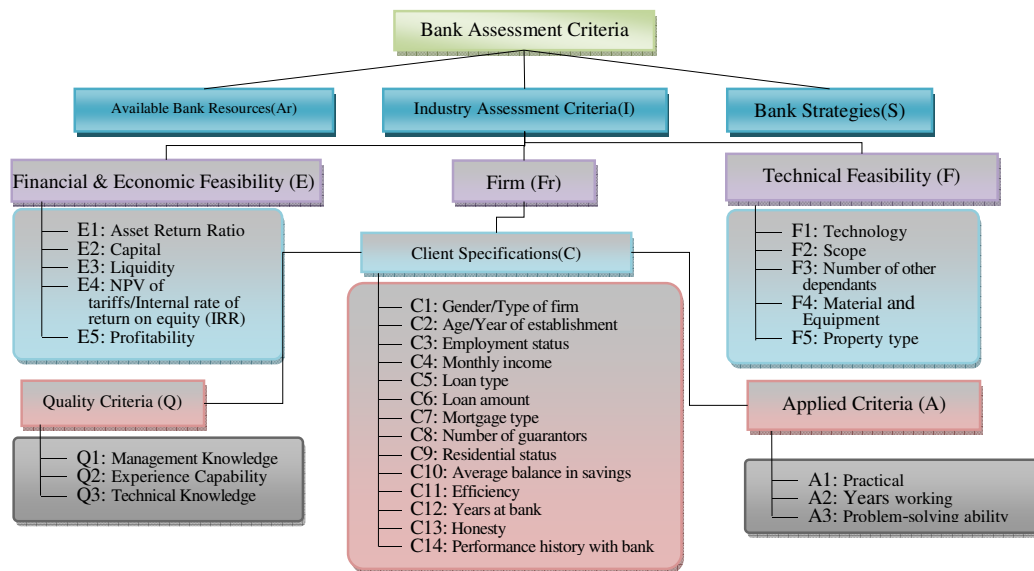 Bank Assessment Criteria
Available Bank Resources(Ar)
Industry Assessment Criteria(I)
Bank Strategies(S)
Financial & Economic Feasibility (E)
Firm (Fr)
Technical Feasibility (F)
E1: Asset Return Ratio
E2: Capital
E3: Liquidity
E4: NPV of
tariffs/Internal rate of
return on equity (IRR)
E5: Profitability
Client Specifications(C)
F1: Technology
F2: Scope
F3: Number of other
dependants
F4: Material and
Equipment
F5: Property type
C1: Gender/Type of firm
C2: Age/Year of establishment
C3: Employment status
C4: Monthly income
C5: Loan type
C6: Loan amount
C7: Mortgage type
C8: Number of guarantors
C9: Residential status
C10: Average balance in savings
C11: Efficiency
C12: Years at bank
C13: Honesty
C14: Performance history with bank
Quality Criteria (Q)
Q1: Management Knowledge
Q2: Experience Capability
Q3: Technical Knowledge
Applied Criteria (A)
A1: Practical
A2: Years working
A3: Problem-solving ability